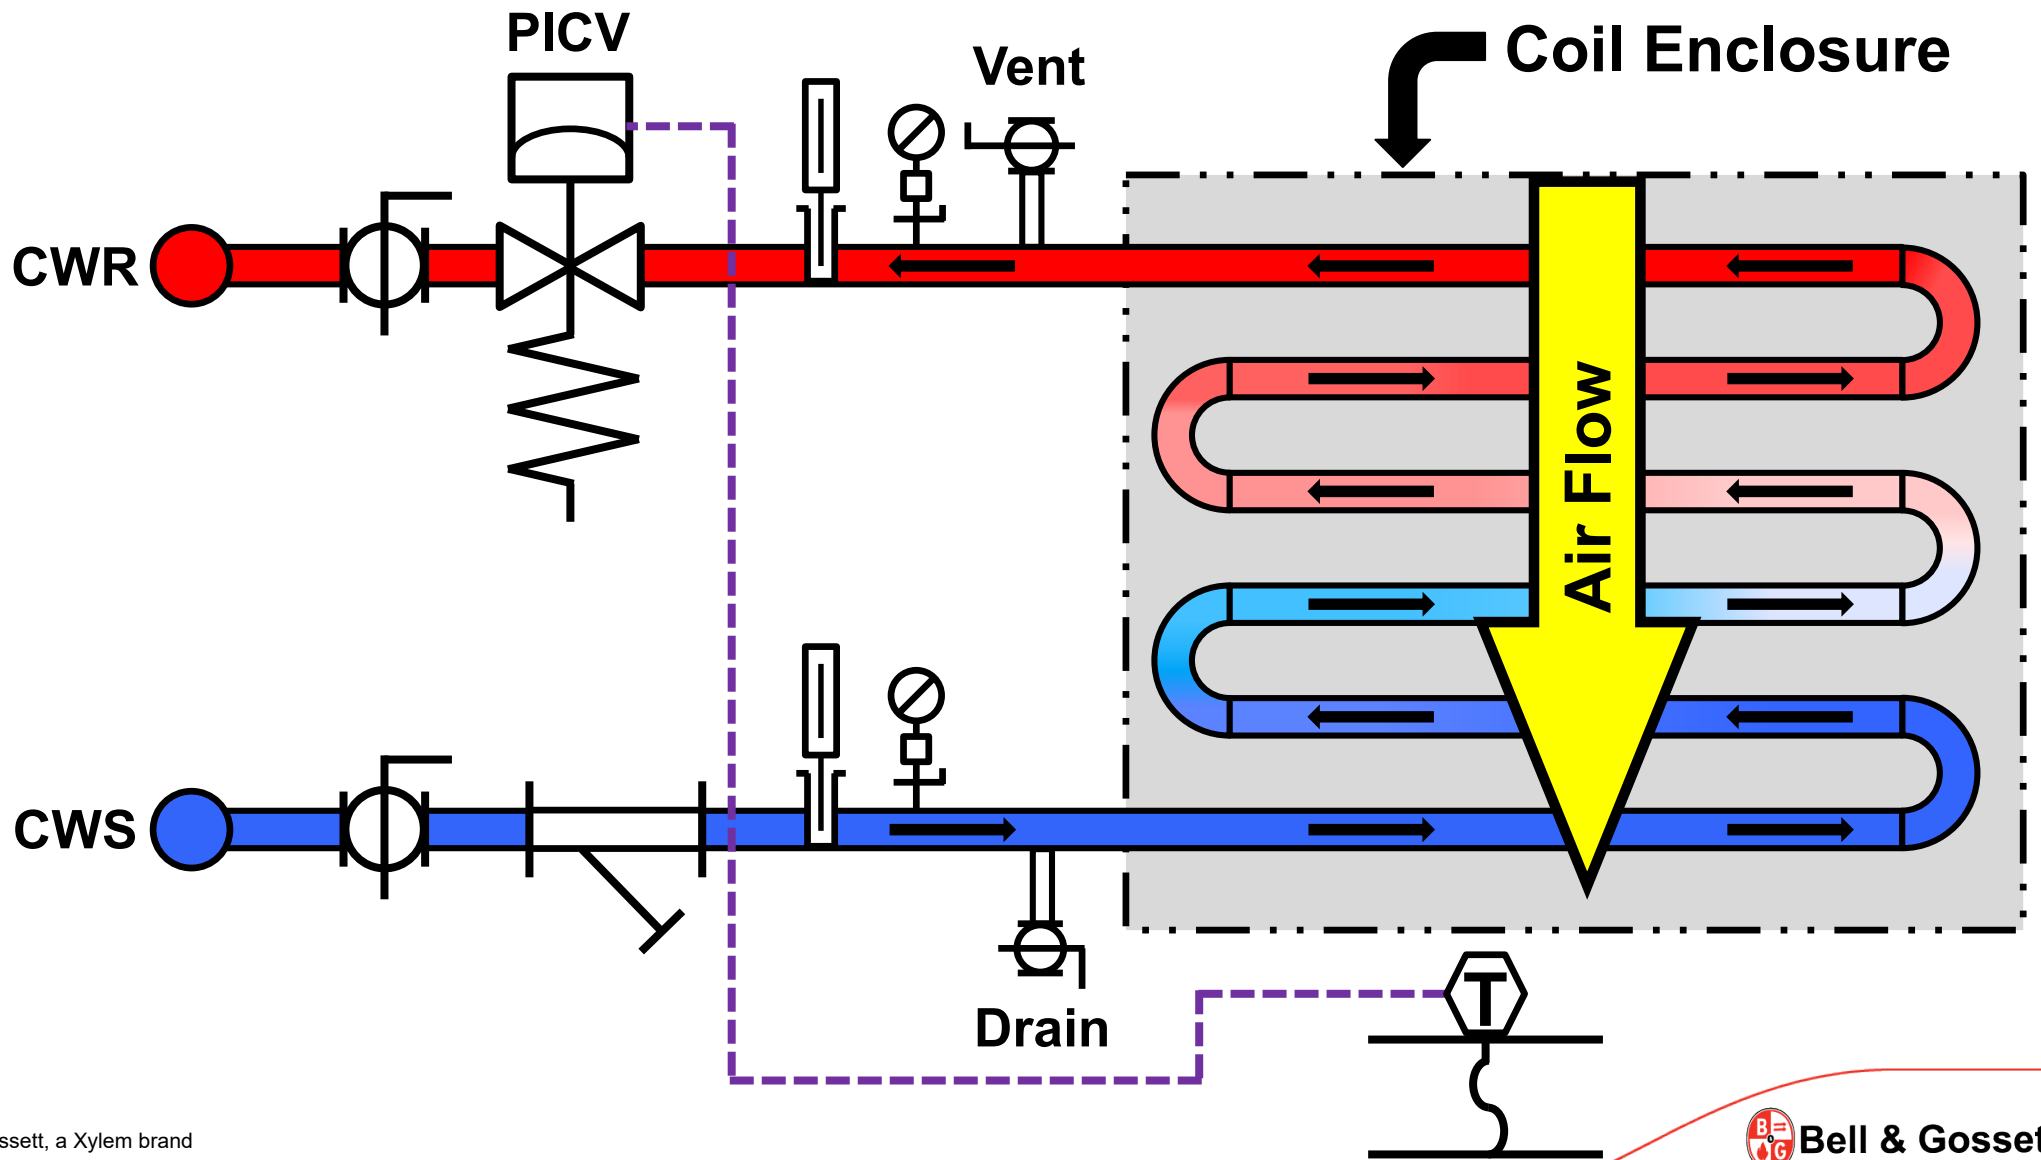 PICV
Vent
Coil Enclosure
CWR
Air Flow
CWS
Drain
T
ssett, a Xylem brand
B
G
Bell & Gosset